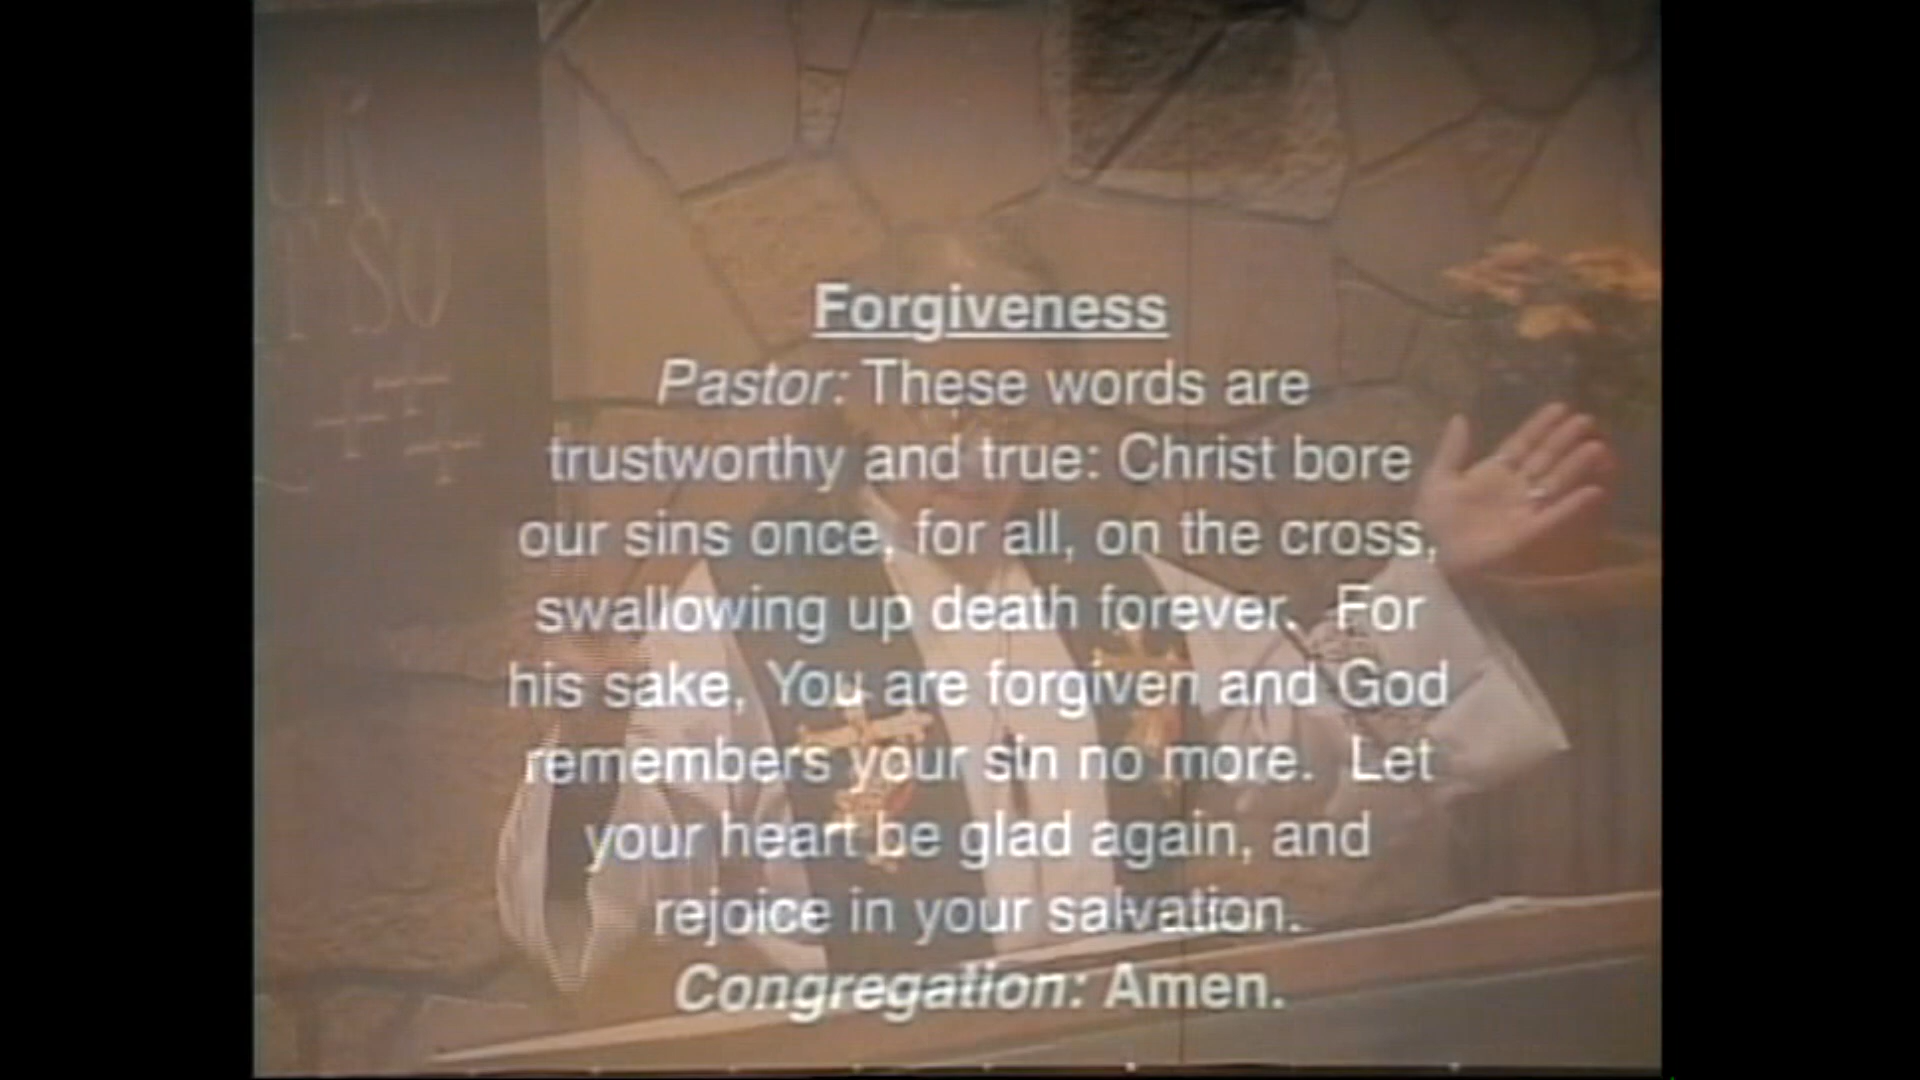 Forgiveness
Pastor: These words are
trustworthy and true: Christ bore
our sins once, for all, on the cross,
swallowing up death forever.  For
his sake, You are forgiven and God
remembers your sin no more.  Let
your heart be glad again, and
rejoice in your salvation.
Congregation: Amen.